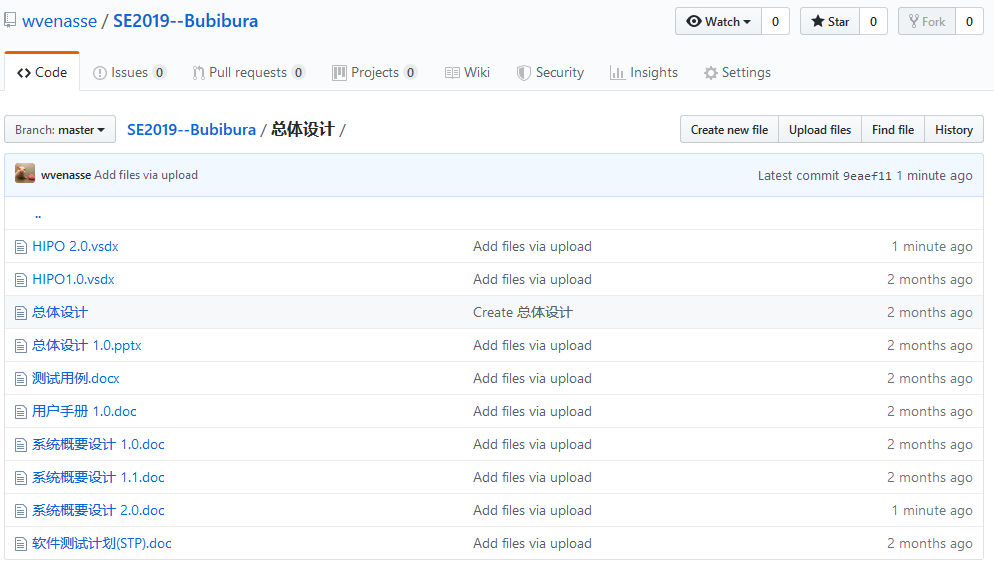 wvenasse / SE2019--Bubibura Watch 0 Star 0 Fork 0
Code Issues 0 Pull requests 0 Projects 0 Wiki Security Insights Settings
Branch: master SE2019--Bubibura / 总体设计 / Create new file Upload files Find file History
wvenasse Add files via upload Latest commit 9eaef11 1 minute ago
..
HIPO 2.0.vsdx Add files via upload 1 minute ago
HIPO1.0.vsdx Add files via upload 2 months ago
总体设计 Create 总体设计 2 months ago
总体设计 1.0.pptx Add files via upload 2 months ago
测试用例.docx Add files via upload 2 months ago
用户手册 1.0.doc Add files via upload 2 months ago
系统概要设计 1.0.doc Add files via upload 2 months ago
系统概要设计 1.1.doc Add files via upload 2 months ago
系统概要设计 2.0.doc Add files via upload 1 minute ago
软件测试计划(STP).doc Add files via upload 2 months ago